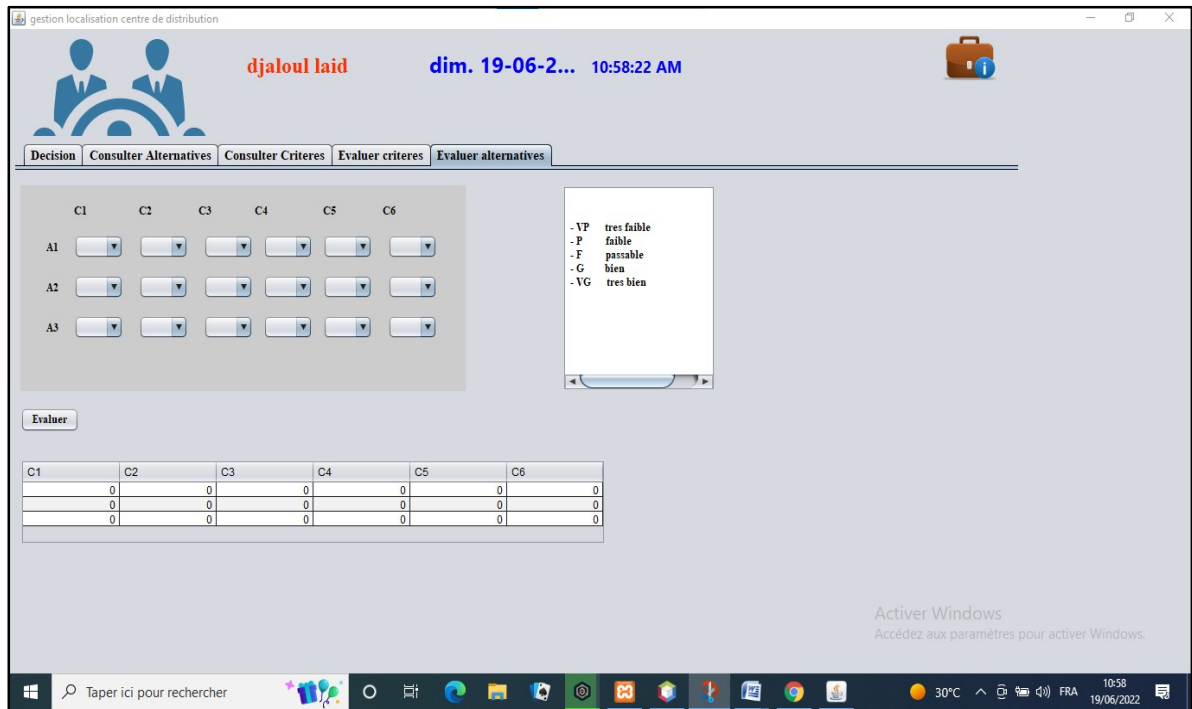 gestion localisation centre de distribution
djaloul laid dim. 19-06-2... 10:58:22 AM
Decision Consulter Alternatives Consulter Criteres Evaluer criteres Evaluer alternatives
C1 C2 C3 C4 C5 C6
A1
A2
A3
- VP tres faible
- P faible
- F passable
- G bien
- VG tres bien
Evaluer
C1 C2 C3 C4 C5 C6
0 0 0 0 0 0
0 0 0 0 0 0
0 0 0 0 0 0
Activer Windows
Accédez aux paramètres pour activer Windows.
Taper ici pour rechercher
30°C FRA 10:58
19/06/2022